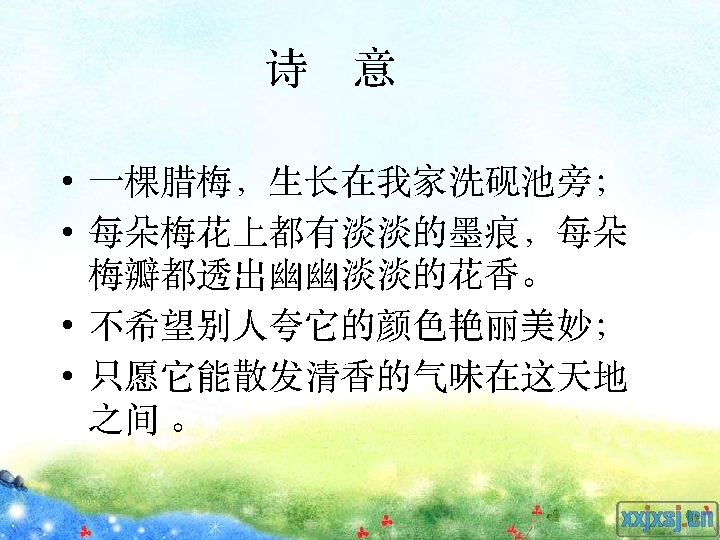 诗 意
• 一棵腊梅，生长在我家洗砚池旁；
• 每朵梅花上都有淡淡的墨痕，每朵
梅瓣都透出幽幽淡淡的花香。
• 不希望别人夸它的颜色艳丽美妙；
• 只愿它能散发清香的气味在这天地
之间 。
xxjxsj.cn